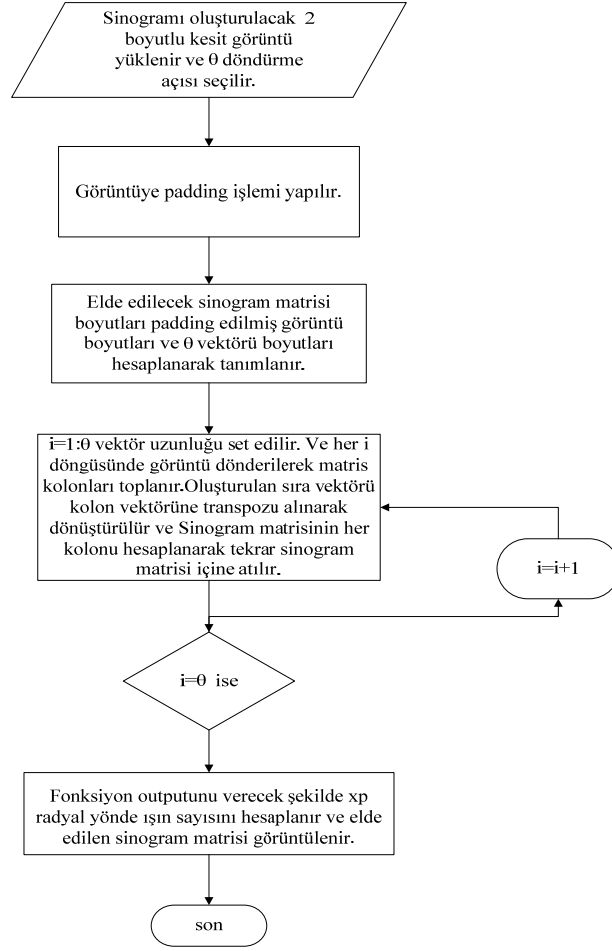 Sinogramı oluşturulacak 2
boyutlu kesit görüntü
yüklenir ve θ döndürme
açısı seçilir.
Görüntüye padding işlemi yapılır.
Elde edilecek sinogram matrisi
boyutları padding edilmiş görüntü
boyutları ve θ vektörü boyutları
hesaplanarak tanımlanır.
i=1:θ vektör uzunluğu set edilir. Ve her i
döngüsünde görüntü dönderilerek matris
kolonları toplanır.Oluşturulan sıra vektörü
kolon vektörüne transpozu alınarak
dönüştürülür ve Sinogram matrisinin her
kolonu hesaplanarak tekrar sinogram
matrisi içine atılır.
i=i+1
i=θ ise
Fonksiyon outputunu verecek şekilde xp
radyal yönde ışın sayısını hesaplanır ve elde
edilen sinogram matrisi görüntülenir.
son